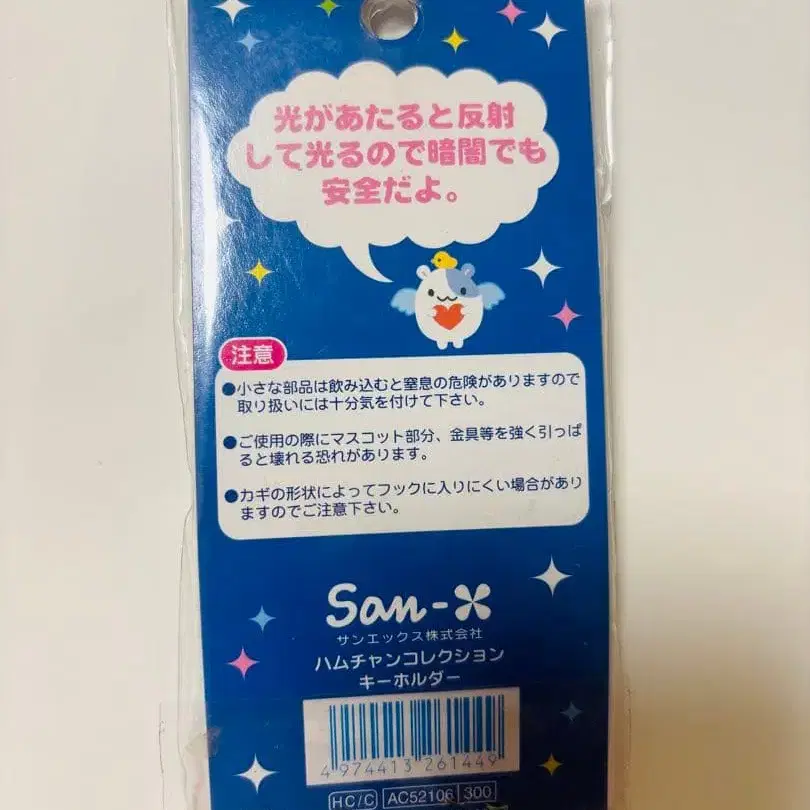 光があたると反射
して光るので暗闇でも
安全だよ。
注意
●小さな部品は飲み込むと窒息の危険がありますので
取り扱いには十分気を付けて下さい。
●ご使用の際にマスコット部分、金具等を強く引っぱ
ると壊れる恐れがあります。
●カギの形状によってフックに入りにくい場合があり
ますのでご注意下さい。
San-X
サンエックス株式会社
ハムチャンコレクション
キーホルダー
4 974413 261449
HC/C AC52106 300